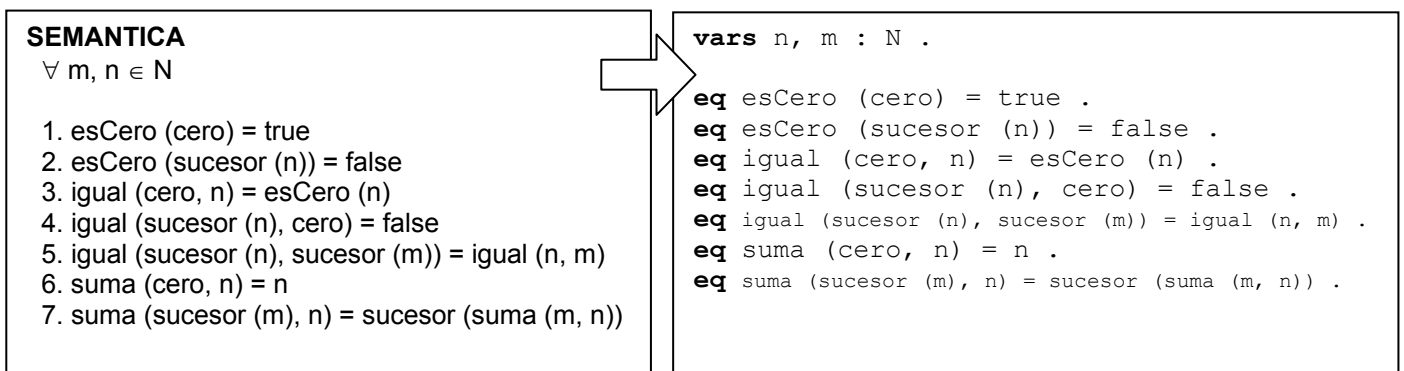 SEMANTICA
∀ m, n ∈ N
1. esCero (cero) = true
2. esCero (sucesor (n)) = false
3. igual (cero, n) = esCero (n)
4. igual (sucesor (n), cero) = false
5. igual (sucesor (n), sucesor (m)) = igual (n, m)
6. suma (cero, n) = n
7. suma (sucesor (m), n) = sucesor (suma (m, n))
vars n, m : N .
eq esCero (cero) = true .
eq esCero (sucesor (n)) = false .
eq igual (cero, n) = esCero (n) .
eq igual (sucesor (n), cero) = false .
eq igual (sucesor (n), sucesor (m)) = igual (n, m) .
eq suma (cero, n) = n .
eq suma (sucesor (m), n) = sucesor (suma (m, n)) .